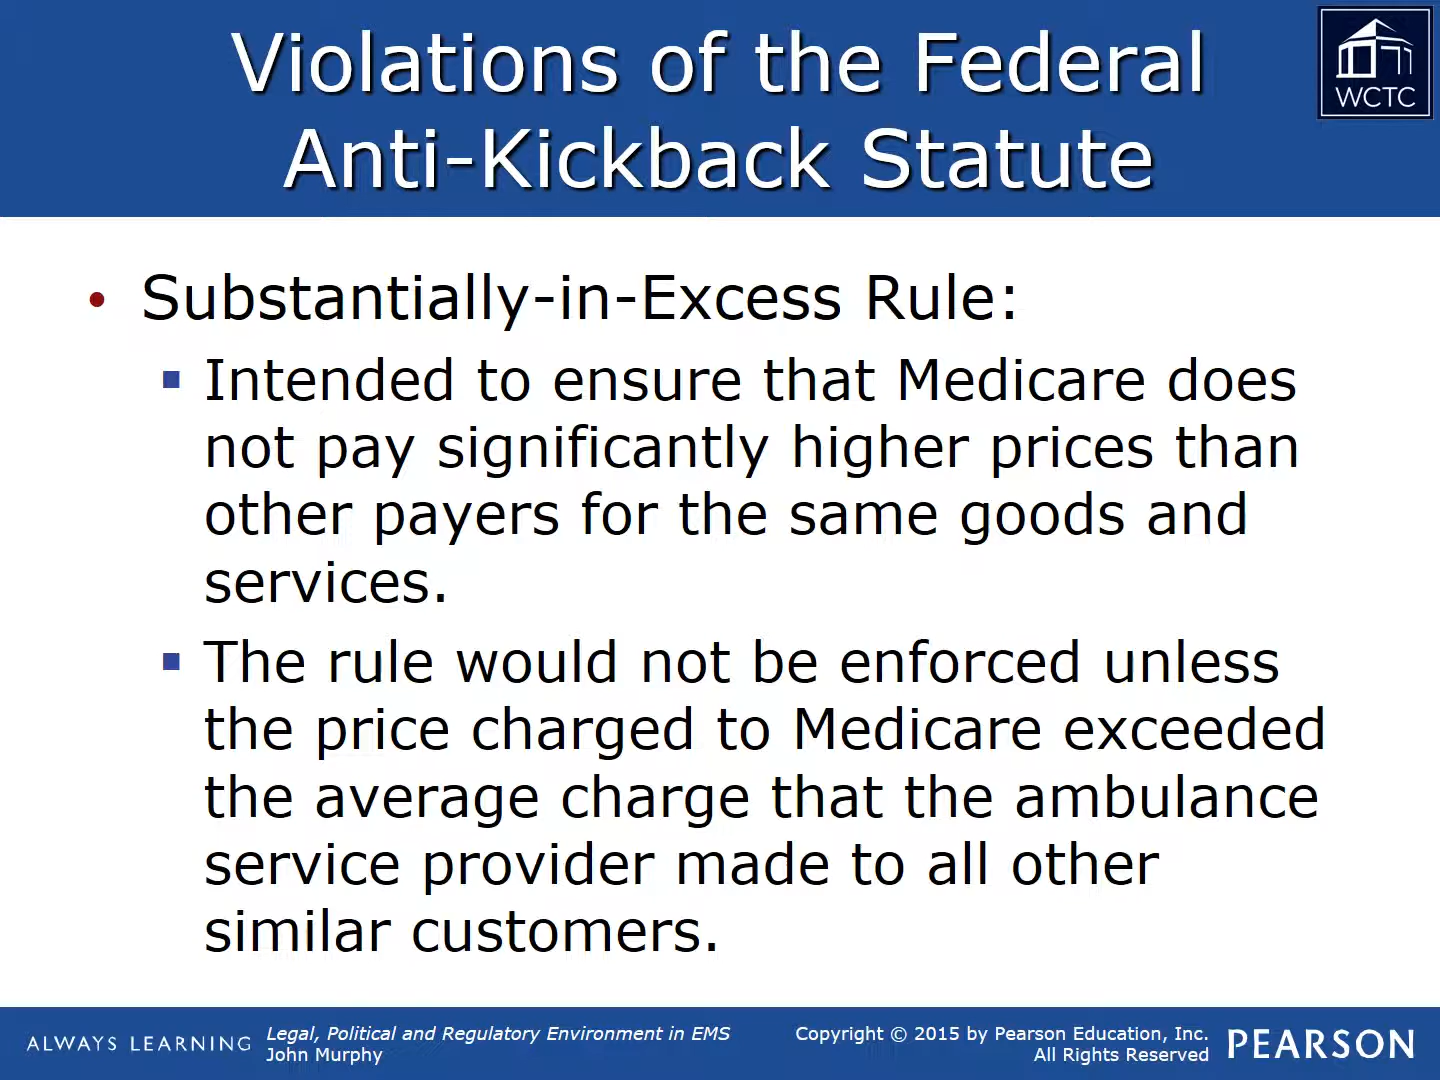 Violations of the Federal
Anti-Kickback Statute
WCTC
• Substantially-in-Excess Rule:
▪ Intended to ensure that Medicare does
not pay significantly higher prices than
other payers for the same goods and
services.
▪ The rule would not be enforced unless
the price charged to Medicare exceeded
the average charge that the ambulance
service provider made to all other
similar customers.
ALWAYS LEARNING
Legal, Political and Regulatory Environment in EMS
John Murphy
Copyright © 2015 by Pearson Education, Inc.
All Rights Reserved
PEARSON